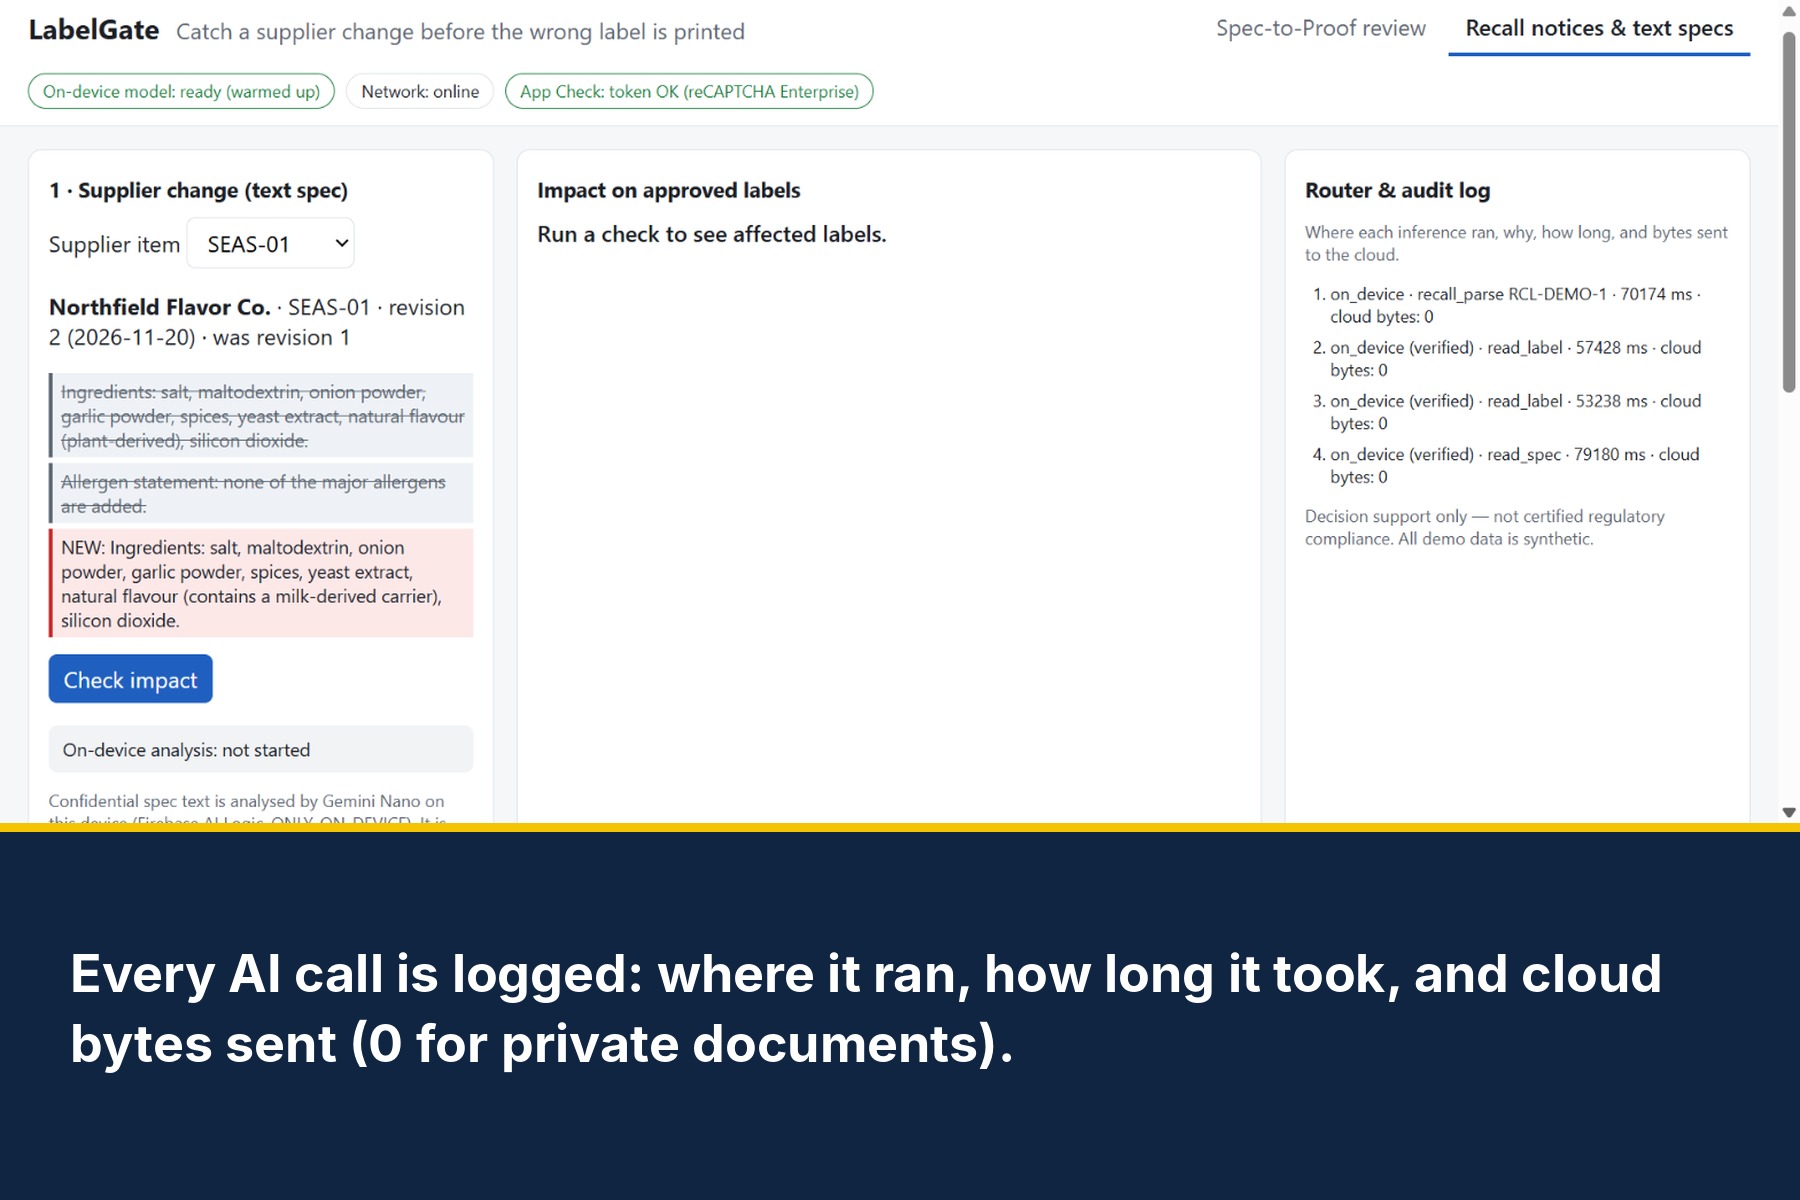 LabelGate Catch a supplier change before the wrong label is printed
Spec-to-Proof review
Recall notices & text specs
On-device model: ready (warmed up)
Network: online
App Check: token OK (reCAPTCHA Enterprise)
1 · Supplier change (text spec)
Supplier item SEAS-01
Northfield Flavor Co. · SEAS-01 · revision
2 (2026-11-20) · was revision 1
Ingredients: salt, maltodextrin, onion powder,
garlic powder, spices, yeast extract, natural flavour
(plant-derived), silicon dioxide.
Allergen statement: none of the major allergens
are added.
NEW: Ingredients: salt, maltodextrin, onion
powder, garlic powder, spices, yeast extract,
natural flavour (contains a milk-derived carrier),
silicon dioxide.
Check impact
On-device analysis: not started
Confidential spec text is analysed by Gemini Nano on
this device (Firebase AI Logic, ONLY_ON_DEVICE). It is
Impact on approved labels
Run a check to see affected labels.
Router & audit log
Where each inference ran, why, how long, and bytes sent
to the cloud.
1. on_device · recall_parse RCL-DEMO-1 · 70174 ms ·
cloud bytes: 0
2. on_device (verified) · read_label · 57428 ms · cloud
bytes: 0
3. on_device (verified) · read_label · 53238 ms · cloud
bytes: 0
4. on_device (verified) · read_spec · 79180 ms · cloud
bytes: 0
Decision support only — not certified regulatory
compliance. All demo data is synthetic.
Every AI call is logged: where it ran, how long it took, and cloud
bytes sent (0 for private documents).